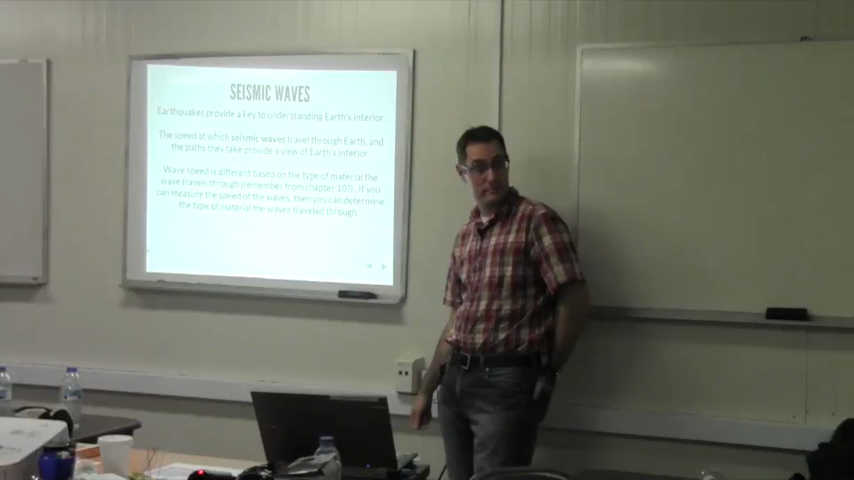 SEISMIC WAVES
Earthquakes provide a key to understanding Earth's interior.
The speed at which seismic waves travel through Earth, and
the paths they take provide a view of Earth's interior.
Wave speed is different based on the type of material the
wave travels through (remember from chapter 10?). If you
can measure the speed of the waves, then you can determine
the type of material the waves traveled through.